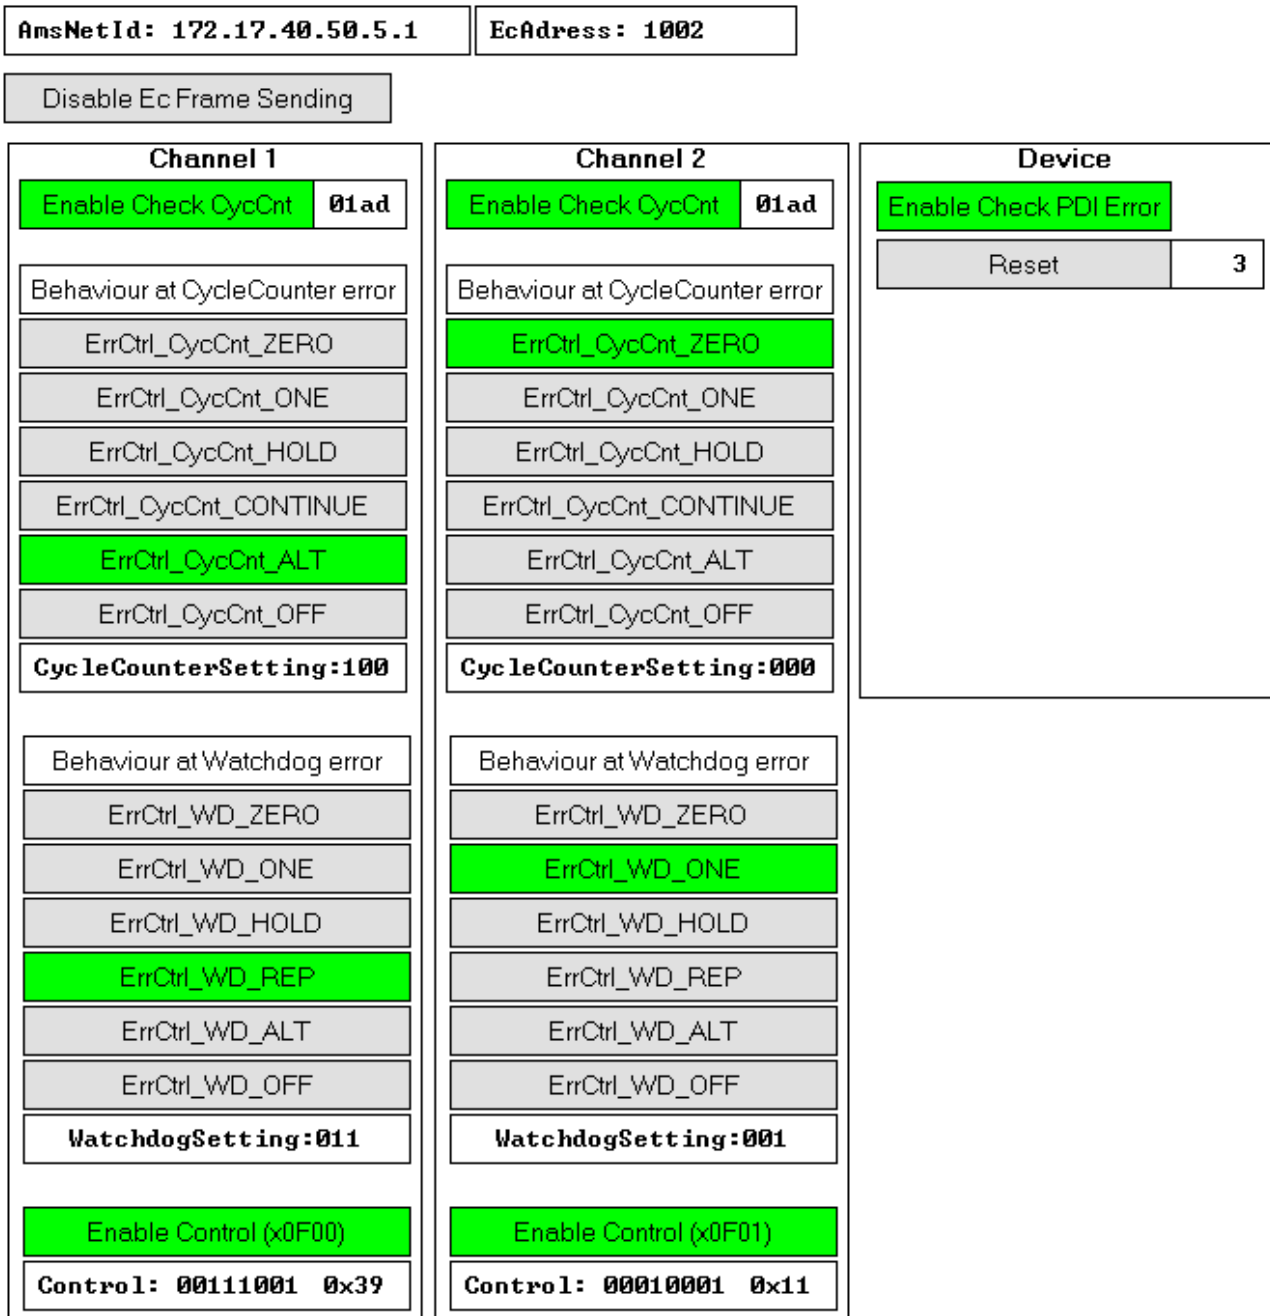 AmsNetId: 172.17.40.50.5.1
EcAdress: 1002
Disable Ec Frame Sending
Channel 1
Enable Check CycCnt
01ad
Behaviour at CycleCounter error
ErrCtrl_CycCnt_ZERO
ErrCtrl_CycCnt_ONE
ErrCtrl_CycCnt_HOLD
ErrCtrl_CycCnt_CONTINUE
ErrCtrl_CycCnt_ALT
ErrCtrl_CycCnt_OFF
CycleCounterSetting:100
Behaviour at Watchdog error
ErrCtrl_WD_ZERO
ErrCtrl_WD_ONE
ErrCtrl_WD_HOLD
ErrCtrl_WD_REP
ErrCtrl_WD_ALT
ErrCtrl_WD_OFF
WatchdogSetting:011
Enable Control (x0F00)
Control: 00111001 0x39
Channel 2
Enable Check CycCnt
01ad
Behaviour at CycleCounter error
ErrCtrl_CycCnt_ZERO
ErrCtrl_CycCnt_ONE
ErrCtrl_CycCnt_HOLD
ErrCtrl_CycCnt_CONTINUE
ErrCtrl_CycCnt_ALT
ErrCtrl_CycCnt_OFF
CycleCounterSetting:000
Behaviour at Watchdog error
ErrCtrl_WD_ZERO
ErrCtrl_WD_ONE
ErrCtrl_WD_HOLD
ErrCtrl_WD_REP
ErrCtrl_WD_ALT
ErrCtrl_WD_OFF
WatchdogSetting:001
Enable Control (x0F01)
Control: 00010001 0x11
Device
Enable Check PDI Error
Reset
3